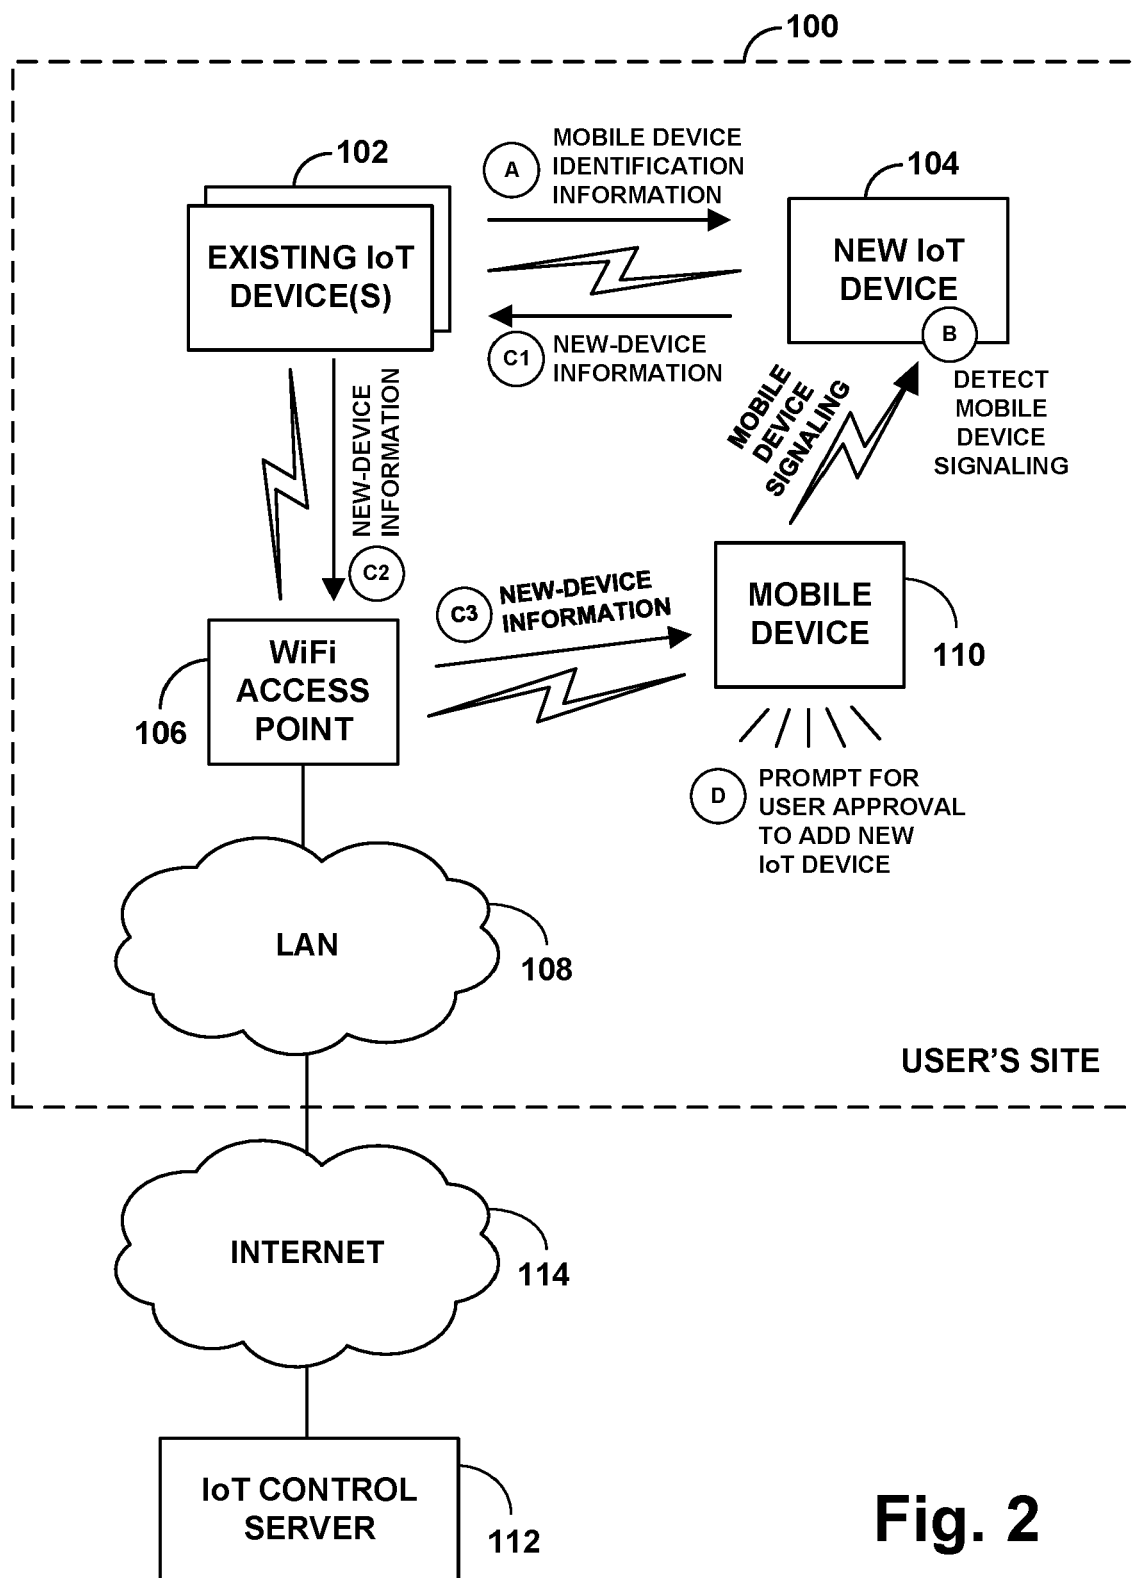 100
102
EXISTING IoT
DEVICE(S)
A
MOBILE DEVICE
IDENTIFICATION
INFORMATION
104
NEW IoT
DEVICE
B
DETECT
MOBILE
DEVICE
SIGNALING
C1
NEW-DEVICE
INFORMATION
MOBILE
DEVICE
SIGNALING
NEW-DEVICE
INFORMATION
C2
C3
NEW-DEVICE
INFORMATION
MOBILE
DEVICE
110
WiFi
ACCESS
POINT
106
D
PROMPT FOR
USER APPROVAL
TO ADD NEW
IoT DEVICE
LAN
108
USER'S SITE
INTERNET
114
IoT CONTROL
SERVER
112
Fig. 2